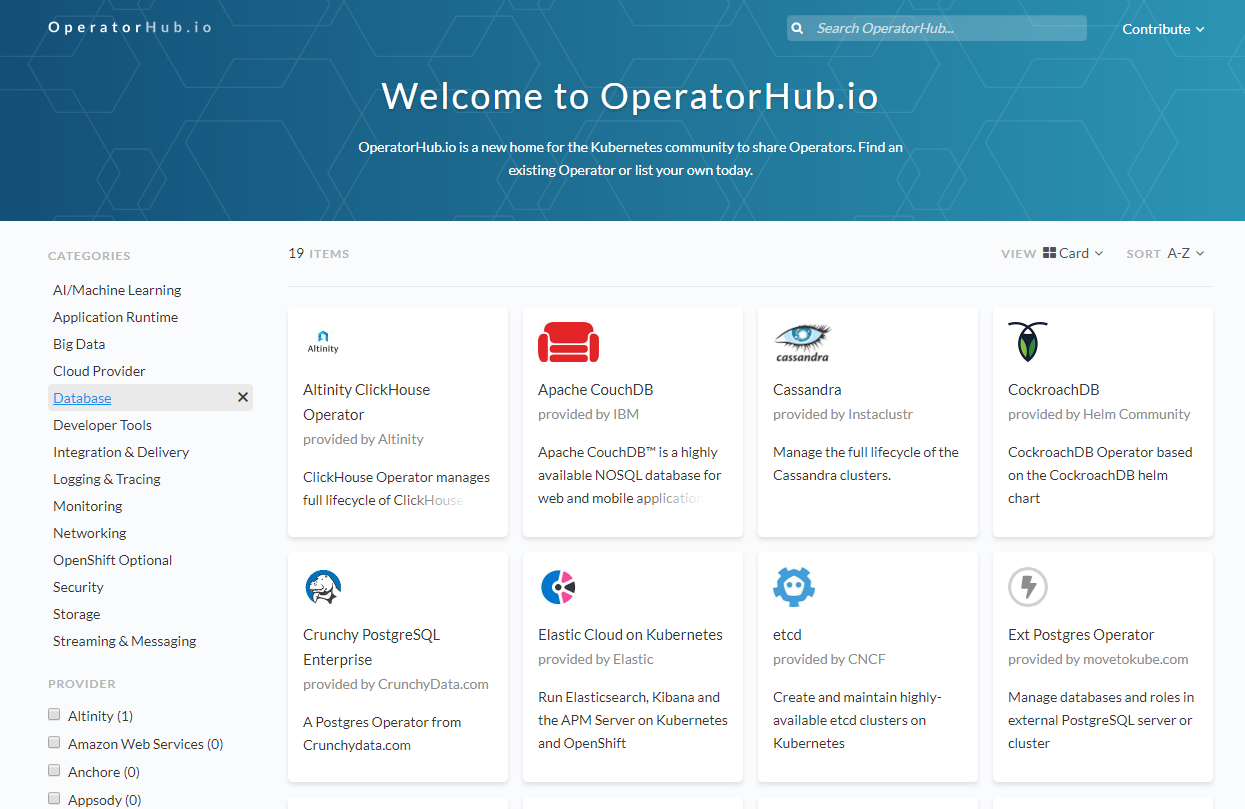 OperatorHub.io
Search OperatorHub...
Contribute
Welcome to OperatorHub.io
OperatorHub.io is a new home for the Kubernetes community to share Operators. Find an
existing Operator or list your own today.
CATEGORIES
AI/Machine Learning
Application Runtime
Big Data
Cloud Provider
Database
Developer Tools
Integration & Delivery
Logging & Tracing
Monitoring
Networking
OpenShift Optional
Security
Storage
Streaming & Messaging
PROVIDER
Altinity (1)
Amazon Web Services (0)
Anchore (0)
Appsody (0)
19 ITEMS
VIEW Card
SORT A-Z
Altinity
Altinity ClickHouse
Operator
provided by Altinity
ClickHouse Operator manages
full lifecycle of ClickHouse
Apache CouchDB
provided by IBM
Apache CouchDB™ is a highly
available NOSQL database for
web and mobile application
cassandra
Cassandra
provided by Instaclustr
Manage the full lifecycle of the
Cassandra clusters.
CockroachDB
provided by Helm Community
CockroachDB Operator based
on the CockroachDB helm
chart
Crunchy PostgreSQL
Enterprise
provided by CrunchyData.com
A Postgres Operator from
Crunchydata.com
Elastic Cloud on Kubernetes
provided by Elastic
Run Elasticsearch, Kibana and
the APM Server on Kubernetes
and OpenShift
etcd
provided by CNCF
Create and maintain highly-
available etcd clusters on
Kubernetes
Ext Postgres Operator
provided by movetokube.com
Manage databases and roles in
external PostgreSQL server or
cluster